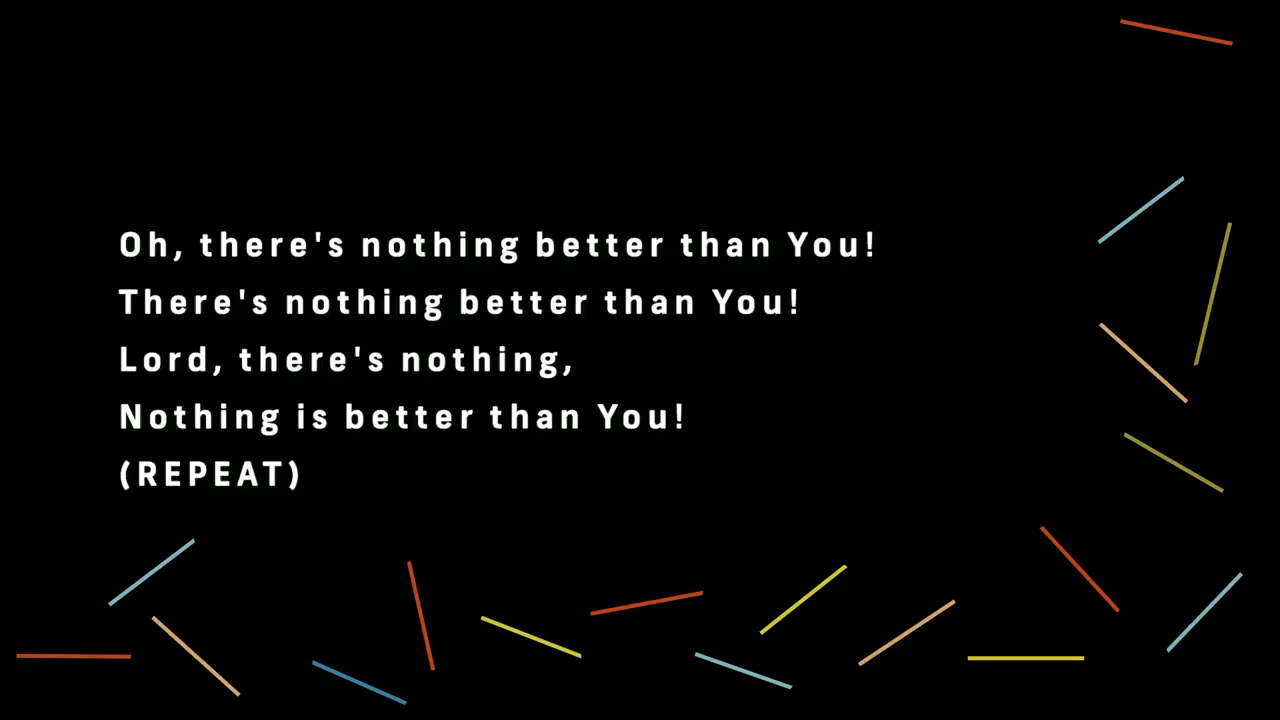 Oh, there's nothing better than You!
There's nothing better than You!
Lord, there's nothing,
Nothing is better than You!
(REPEAT)